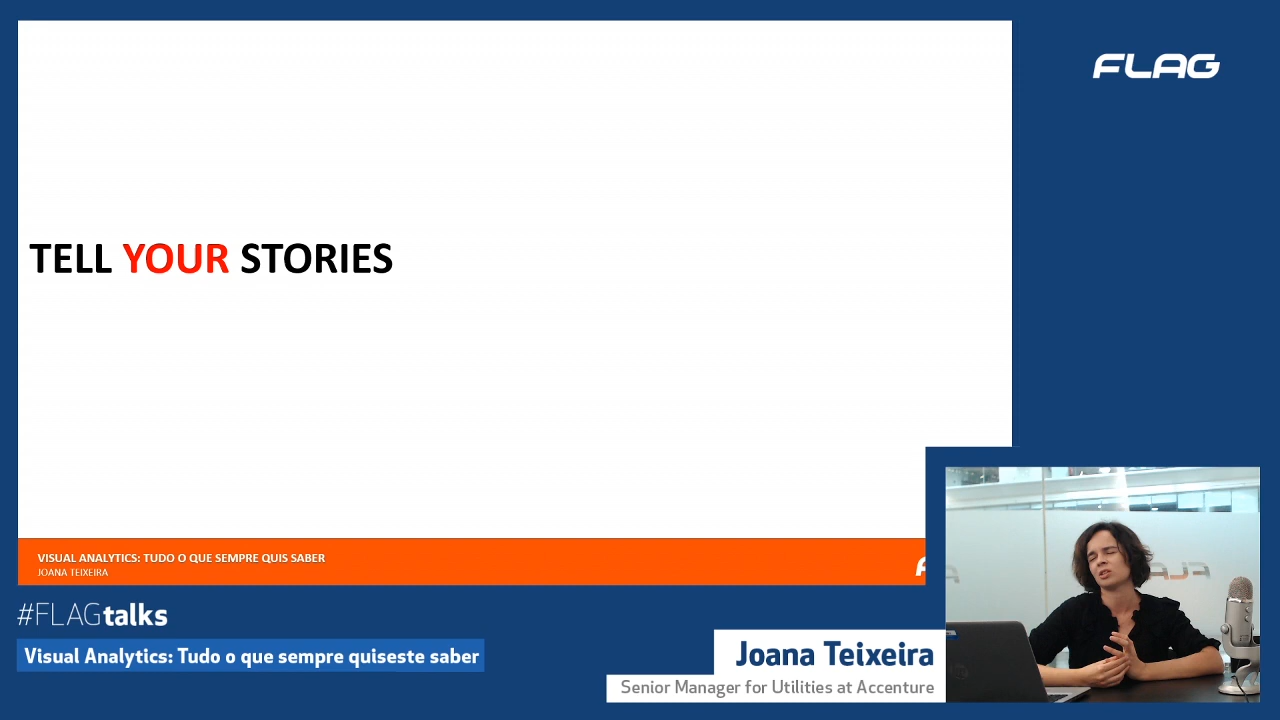 FLAG
TELL YOUR STORIES
VISUAL ANALYTICS: TUDO O QUE SEMPRE QUIS SABER
JOANA TEIXEIRA
#FLAGtalks
Visual Analytics: Tudo o que sempre quiseste saber
Joana Teixeira
Senior Manager for Utilities at Accenture